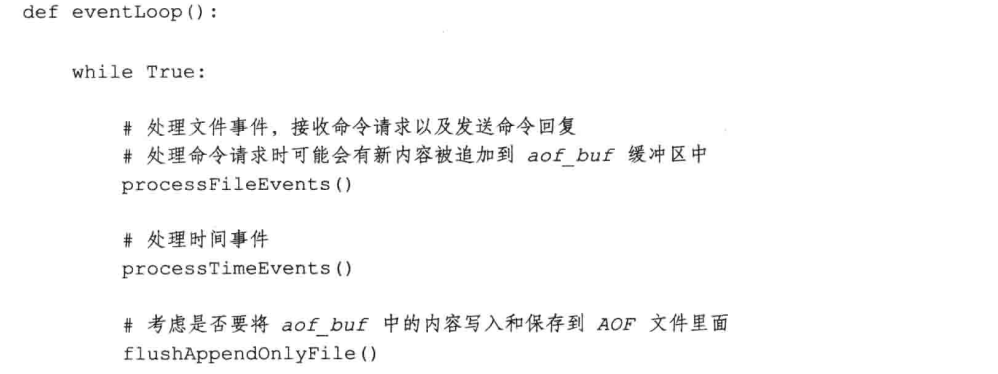 def eventLoop():
while True:
# 处理文件事件，接收命令请求以及发送命令回复
# 处理命令请求时可能会有新内容被追加到 aof_buf 缓冲区中
processFileEvents()
# 处理时间事件
processTimeEvents()
# 考虑是否要将 aof_buf 中的内容写入和保存到 AOF 文件里面
flushAppendOnlyFile()